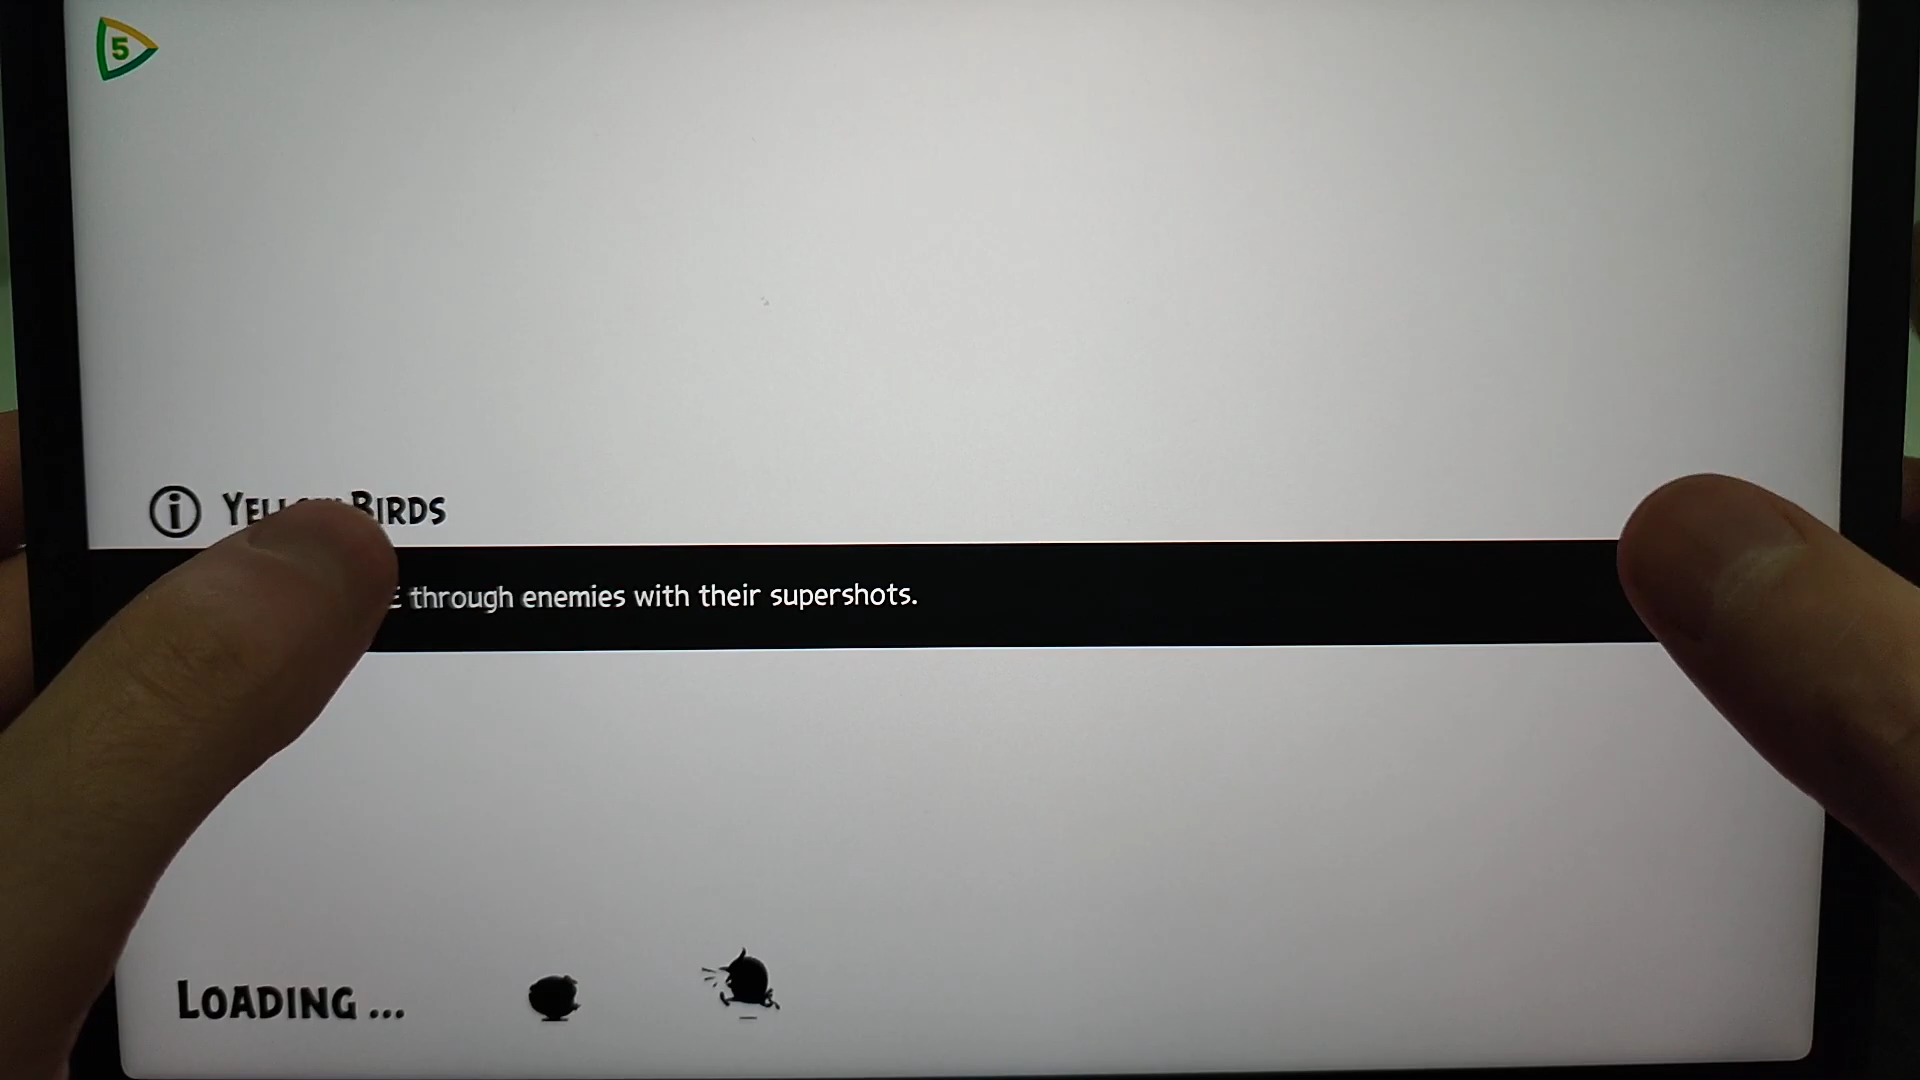 5
Birds
through enemies with their supershots.
Loading ...